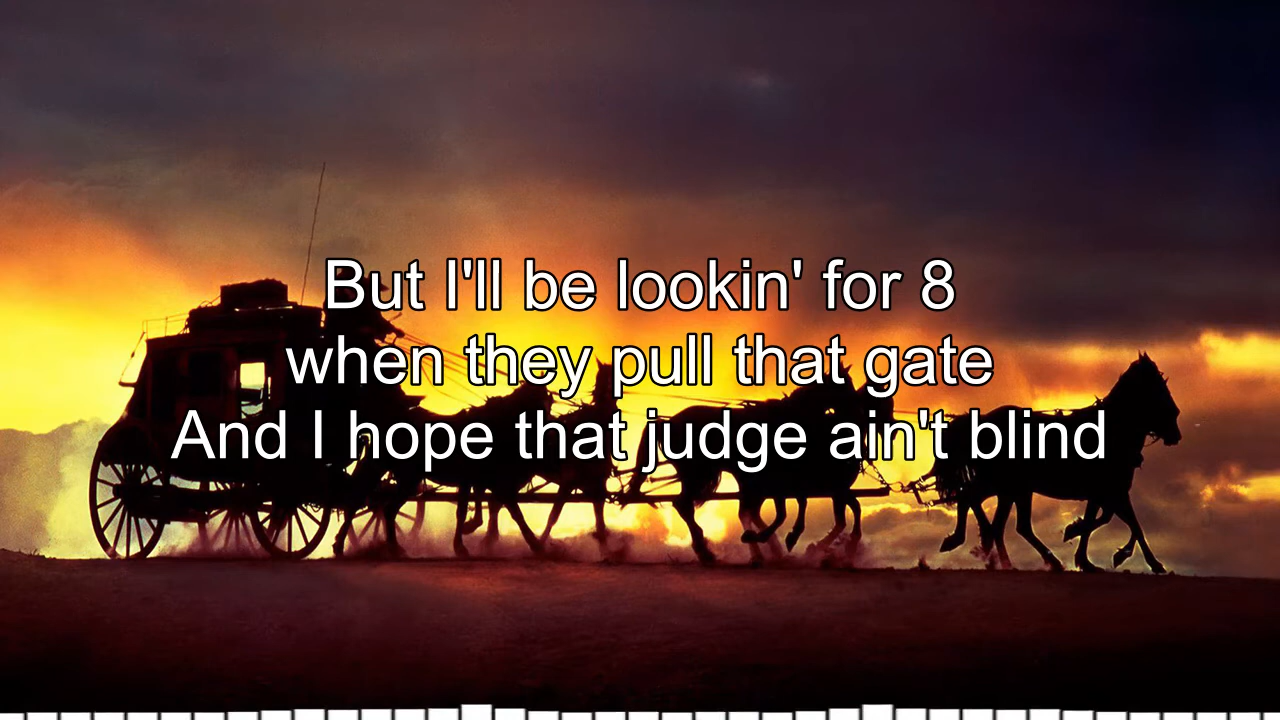 But I'll be lookin' for 8
when they pull that gate
And I hope that judge ain't blind